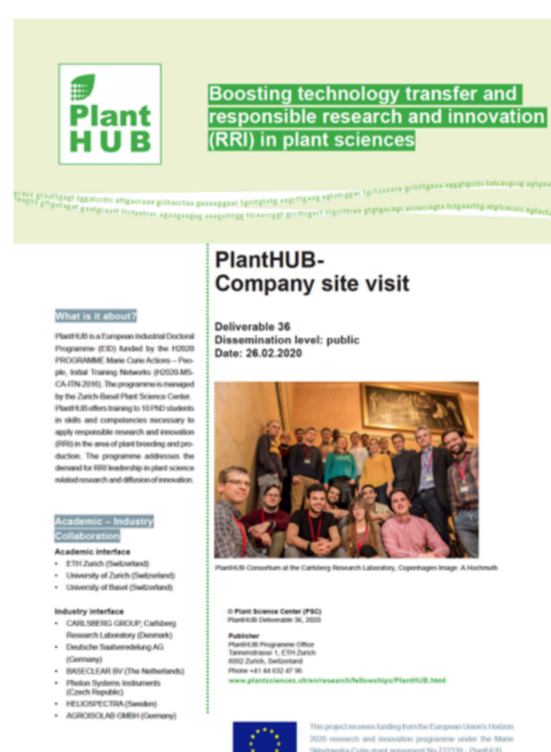 Plant
HUB
Boosting technology transfer and
responsible research and innovation
(RRI) in plant sciences
PlantHUB-
Company site visit
Deliverable 36
Dissemination level: public
Date: 26.02.2020
What is it about?
PlantHUB is a European Industrial Doctoral
Programme (EID) funded by the H2020
PROGRAMME Marie Curie Actions – Peo-
ple, Initial Training Networks (H2020-MS-
CA-ITN-2016). The programme is managed
by the Zurich-Basel Plant Science Center.
PlantHUB offers training to 10 PhD students
in skills and competencies necessary to
apply responsible research and innovation
(RRI) in the area of plant breeding and pro-
duction. The programme addresses the
demand for RRI leadership in plant science
related research and diffusion of innovation.
Academic – Industry
Collaboration
Academic interface
• ETH Zurich (Switzerland)
• University of Zurich (Switzerland)
• University of Basel (Switzerland)
Industry interface
• CARLSBERG GROUP, Carlsberg
Research Laboratory (Denmark)
• Deutsche Saatveredelung AG
(Germany)
• BASECLEAR BV (The Netherlands)
• Photon Systems Instruments
(Czech Republic)
• HELIOSPECTRA (Sweden)
• AGROISOLAB GMBH (Germany)
PlantHUB Consortium at the Carlsberg Research Laboratory, Copenhagen Image: A Hochmuth
© Plant Science Center (PSC)
PlantHUB Deliverable 36, 2020
Publisher
PlantHUB Programme Office
Tannenstrasse 1, ETH Zurich
8092 Zurich, Switzerland
Phone +41 44 632 47 96
www.plantsciences.ch/en/research/fellowships/PlantHUB.html
This project receives funding from the European Union's Horizon
2020 research and innovation programme under the Marie